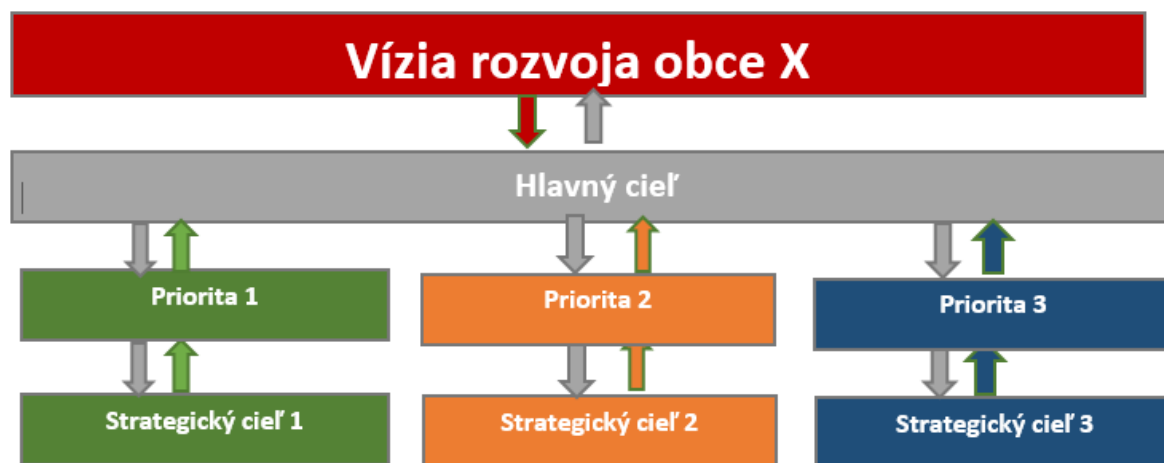 Vízia rozvoja obce X
Hlavný cieľ
Priorita 1
Priorita 2
Priorita 3
Strategický cieľ 1
Strategický cieľ 2
Strategický cieľ 3